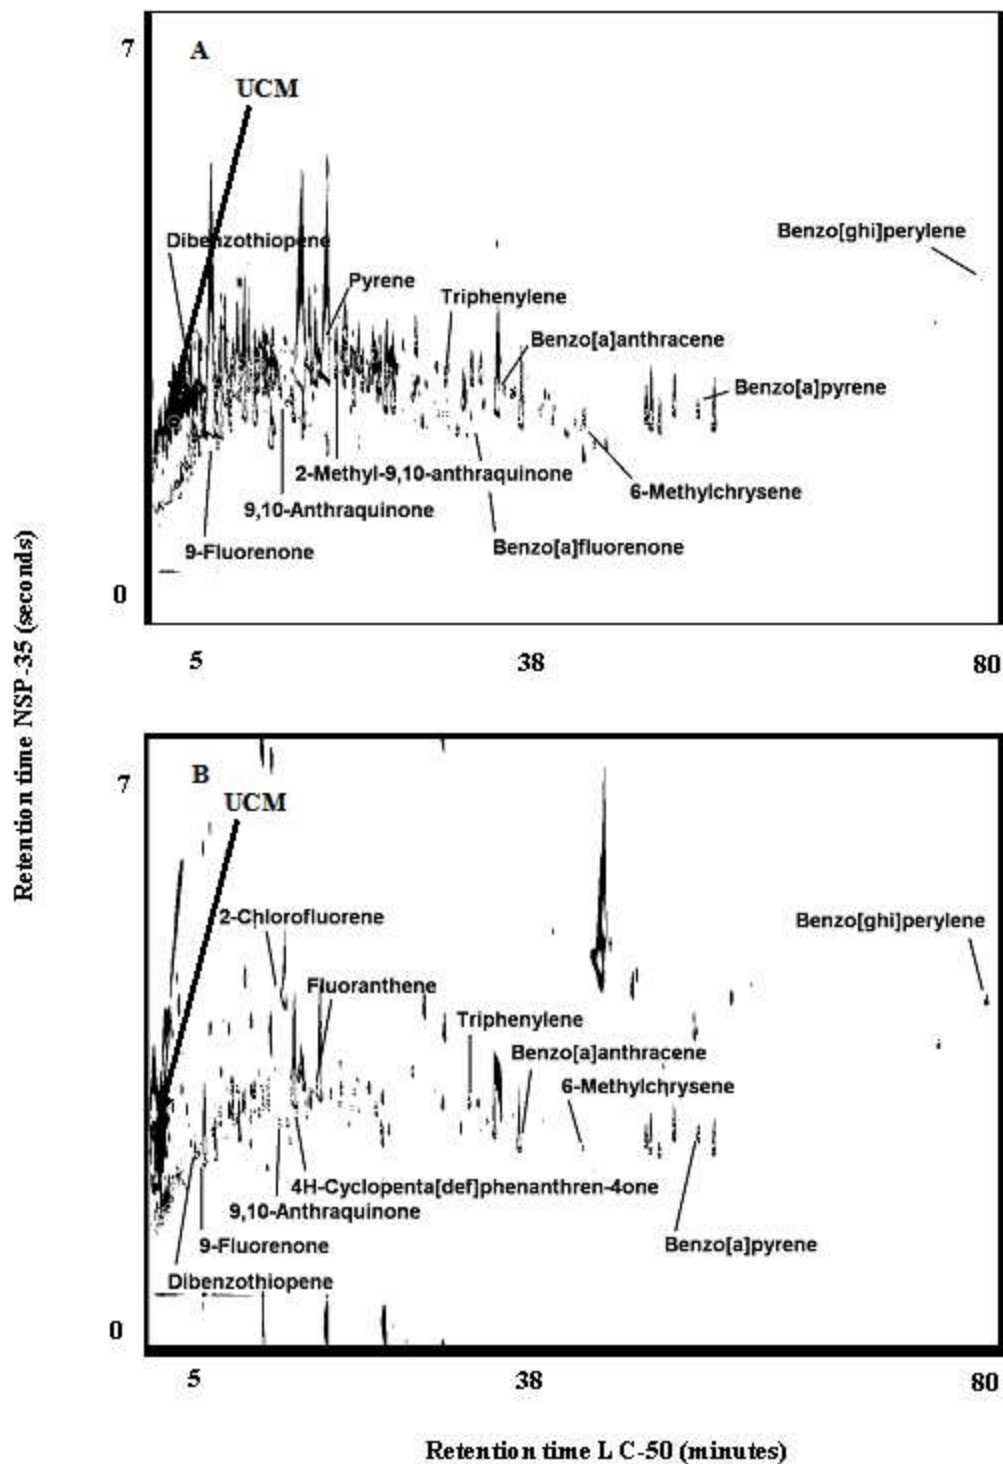 7
A
UCM
Dibenzothiopene
Benzo[ghi]perylene
Pyrene
Triphenylene
Benzo[a]anthracene
Benzo[a]pyrene
2-Methyl-9,10-anthraquinone
6-Methylchrysene
9,10-Anthraquinone
9-Fluorenone
Benzo[a]fluorenone
0
5 38 80
Retention time NSP-35 (seconds)
7
B
UCM
2-Chlorofluorene
Benzo[ghi]perylene
Fluoranthene
Triphenylene
Benzo[a]anthracene
6-Methylchrysene
4H-Cyclopenta[def]phenanthren-4one
9,10-Anthraquinone
9-Fluorenone
Benzo[a]pyrene
Dibenzothiopene
0
5 38 80
Retention time L C-50 (minutes)